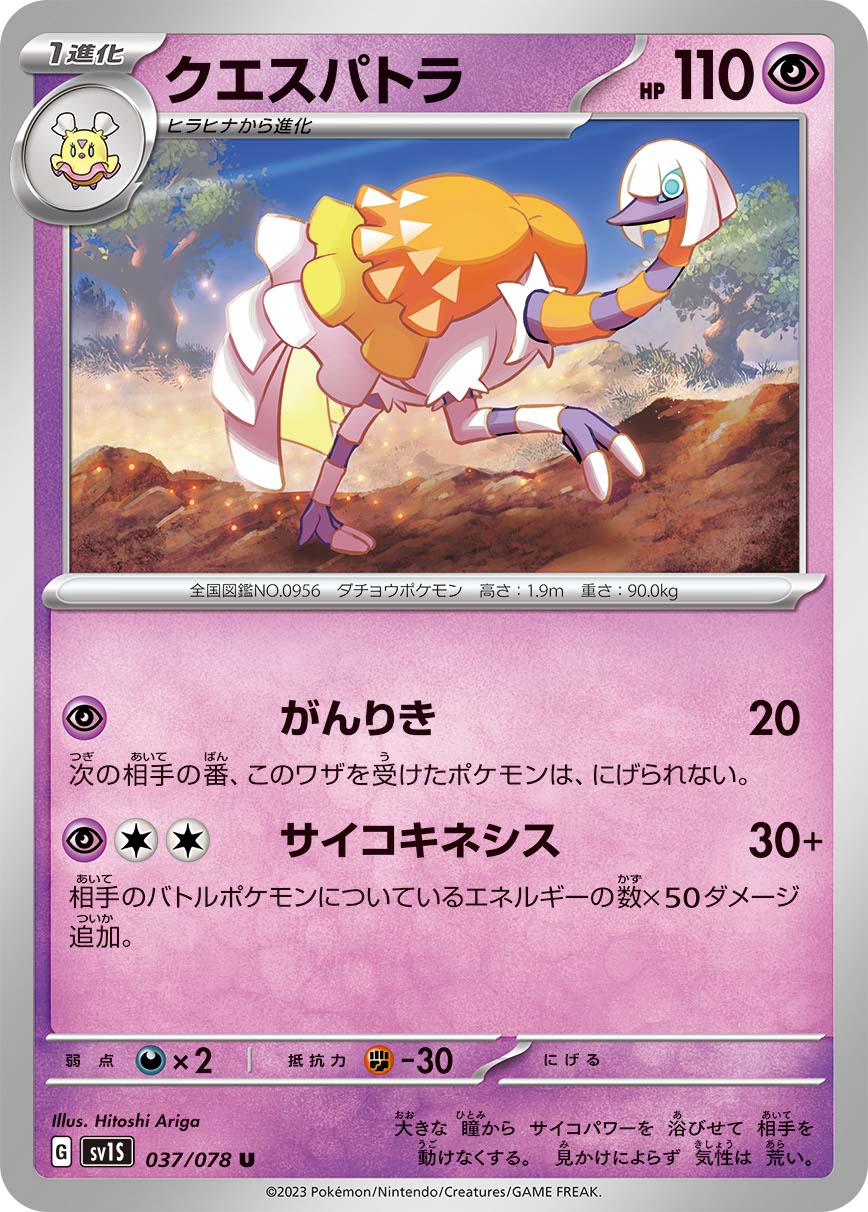 1進化
クエスパトラ
HP 110
ヒラヒナから進化
全国図鑑NO.0956 ダチョウポケモン 高さ：1.9m 重さ：90.0kg
がんりき 20
次の相手の番、このワザを受けたポケモンは、にげられない。
サイコキネシス 30+
相手のバトルポケモンについているエネルギーの数×50ダメージ
追加。
弱点 ×2 抵抗力 -30 にげる
Illus. Hitoshi Ariga
大きな 瞳から サイコパワーを 浴びせて 相手を
動けなくする。 見かけによらず 気性は 荒い。
G sv1S 037/078 U
©2023 Pokémon/Nintendo/Creatures/GAME FREAK.